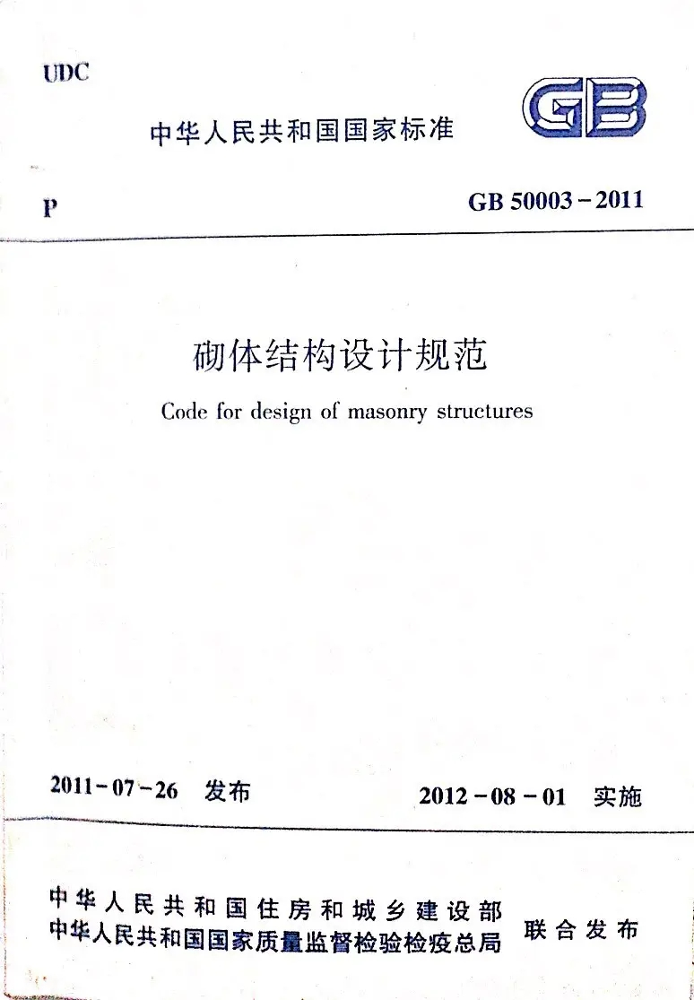 UDC
GB
中华人民共和国国家标准
P
GB 50003-2011
砌体结构设计规范
Code for design of masonry structures
2011-07-26 发布
2012-08-01 实施
中华人民共和国住房和城乡建设部
中华人民共和国国家质量监督检验检疫总局
联合发布